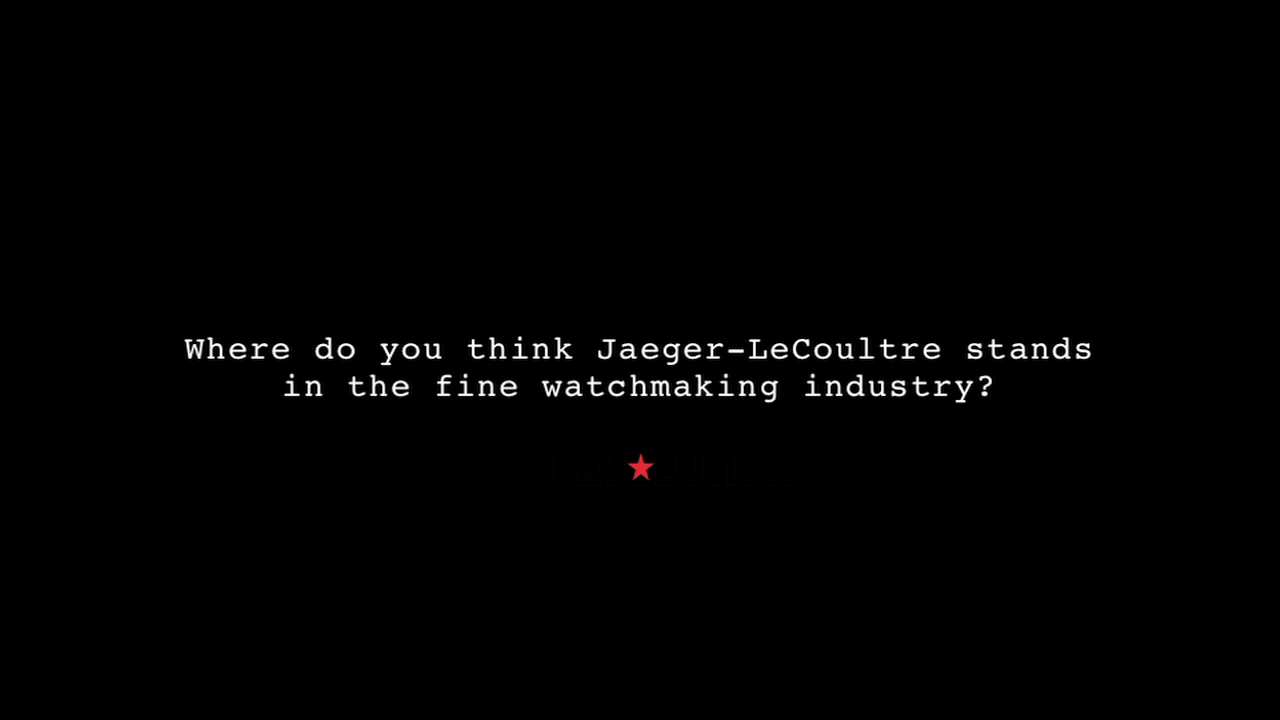 Where do you think Jaeger-LeCoultre stands
in the fine watchmaking industry?